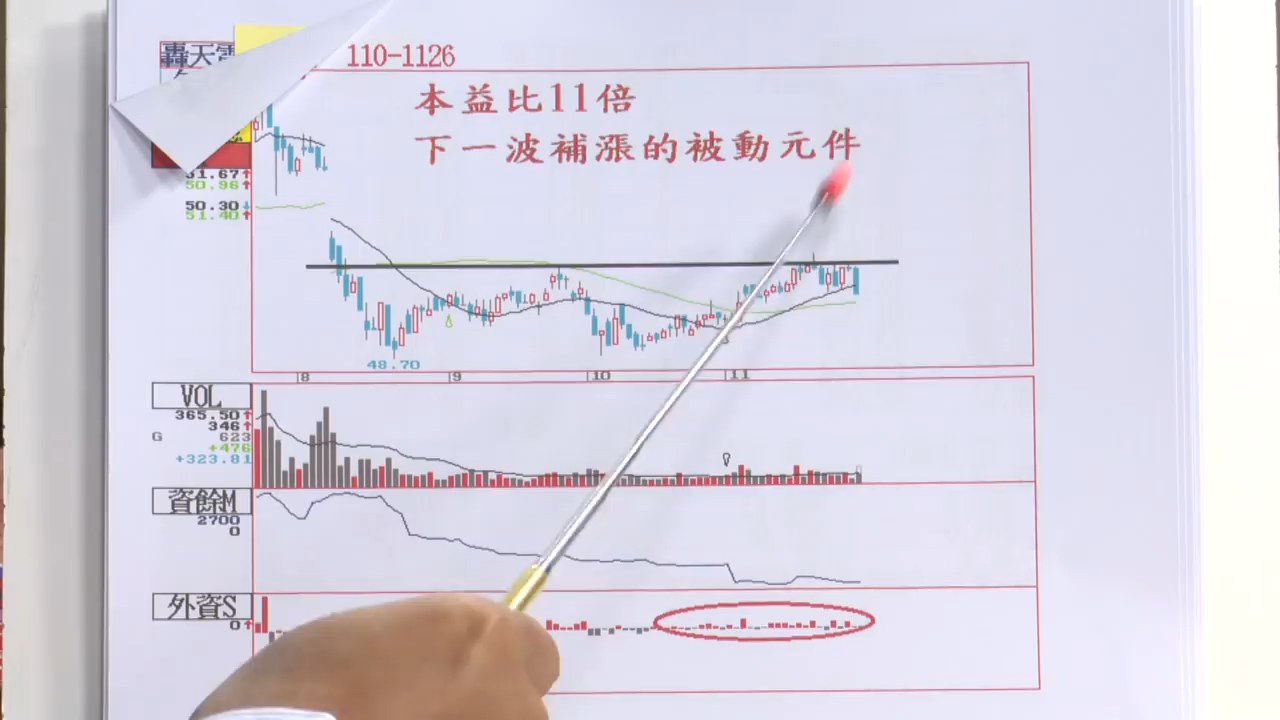 轟天
110-1126
本益比11倍
下一波補漲的被動元件
51.67↑
50.96↑
50.30↓
51.40↑
48.70
8 9 10 11
VOL
365.50↑
346↑
G 623
+476
+323.81
資餘M
2700
0
外資S
0↑